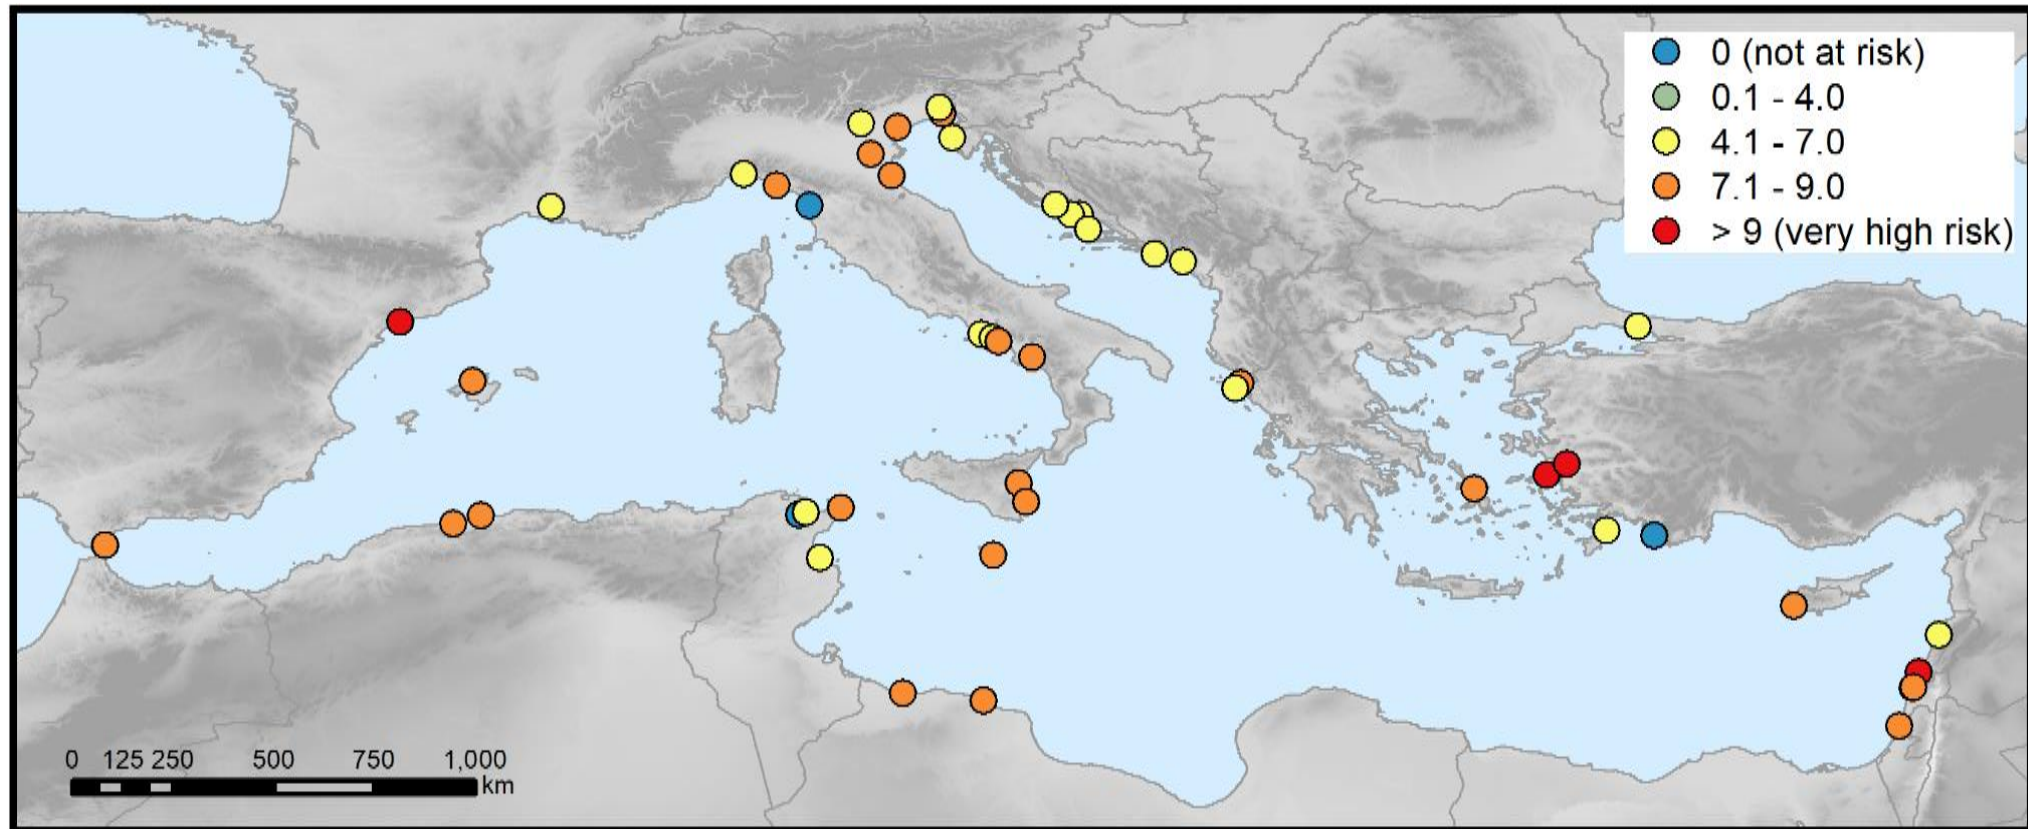 0 (not at risk)
0.1 - 4.0
4.1 - 7.0
7.1 - 9.0
> 9 (very high risk)
0 125 250 500 750 1,000
km